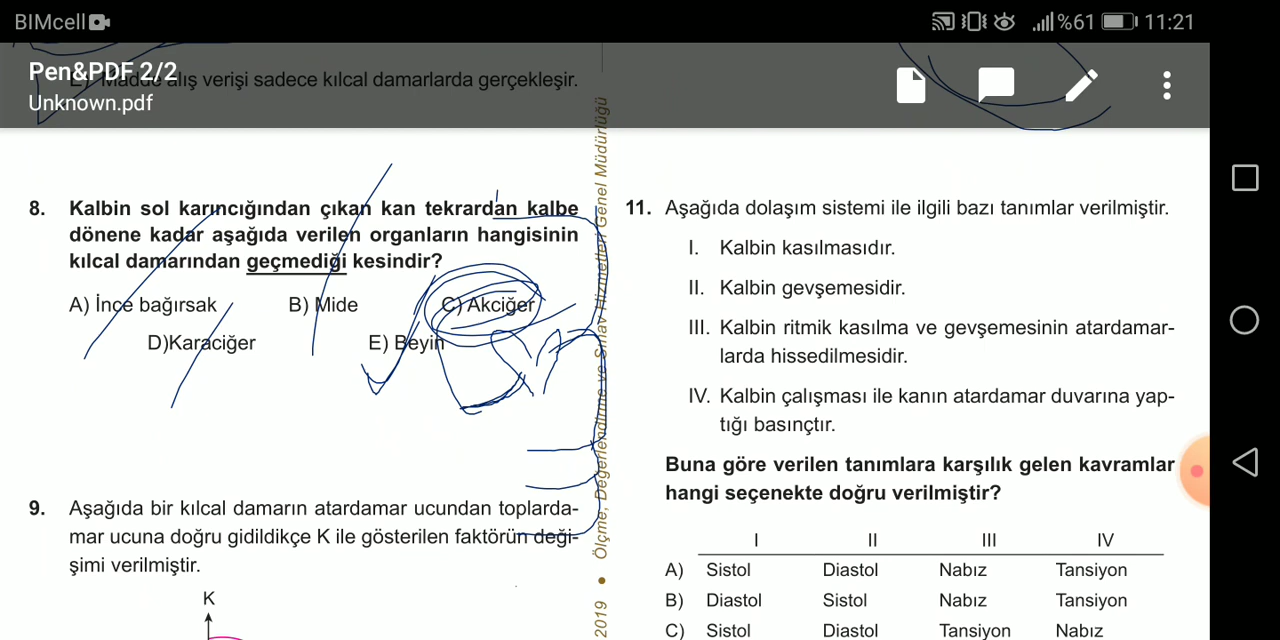 BIMcell
%61 11:21
Pen&PDF 2/2
Unknown.pdf
E) Madde alış verişi sadece kılcal damarlarda gerçekleşir.
8. Kalbin sol karıncığından çıkan kan tekrardan kalbe
dönene kadar aşağıda verilen organların hangisinin
kılcal damarından geçmediği kesindir?
A) İnce bağırsak B) Mide C) Akciğer
D)Karaciğer E) Beyin
9. Aşağıda bir kılcal damarın atardamar ucundan toplarda-
mar ucuna doğru gidildikçe K ile gösterilen faktörün deği-
şimi verilmiştir.
K
2019 • Ölçme, Değerlendirme ve Sınav Hizmetleri Genel Müdürlüğü
11. Aşağıda dolaşım sistemi ile ilgili bazı tanımlar verilmiştir.
I. Kalbin kasılmasıdır.
II. Kalbin gevşemesidir.
III. Kalbin ritmik kasılma ve gevşemesinin atardamar-
larda hissedilmesidir.
IV. Kalbin çalışması ile kanın atardamar duvarına yap-
tığı basınçtır.
Buna göre verilen tanımlara karşılık gelen kavramlar
hangi seçenekte doğru verilmiştir?
I II III IV
A) Sistol Diastol Nabız Tansiyon
B) Diastol Sistol Nabız Tansiyon
C) Sistol Diastol Tansiyon Nabız